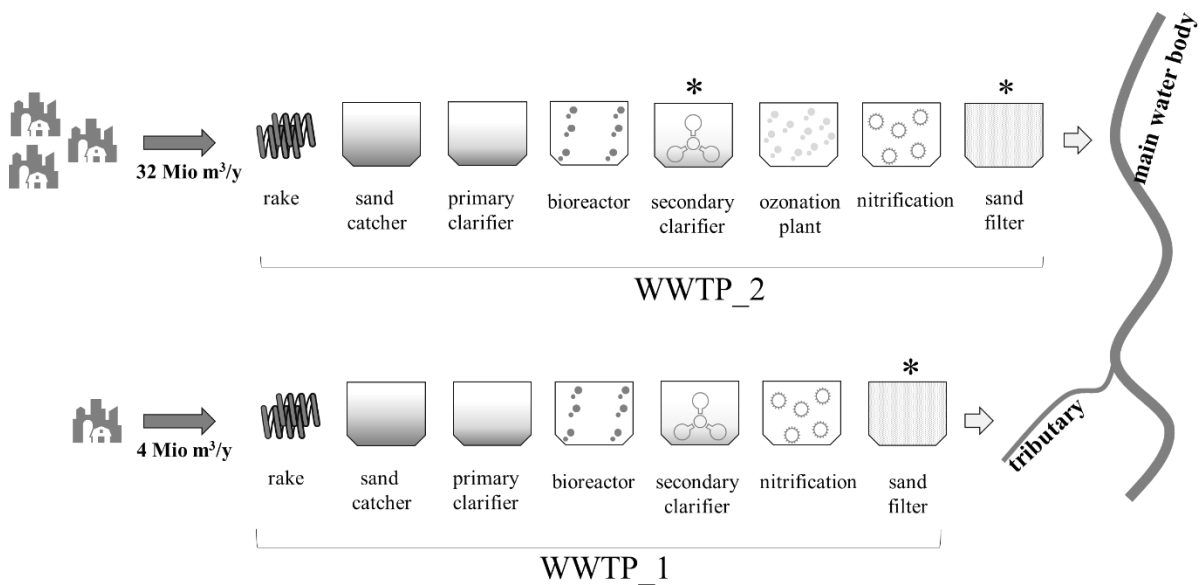 * *
32 Mio m³/y
rake
sand
catcher
primary
clarifier
bioreactor
secondary
clarifier
ozonation
plant
nitrification
sand
filter
main water body
WWTP_2
*
4 Mio m³/y
rake
sand
catcher
primary
clarifier
bioreactor
secondary
clarifier
nitrification
sand
filter
tributary
WWTP_1